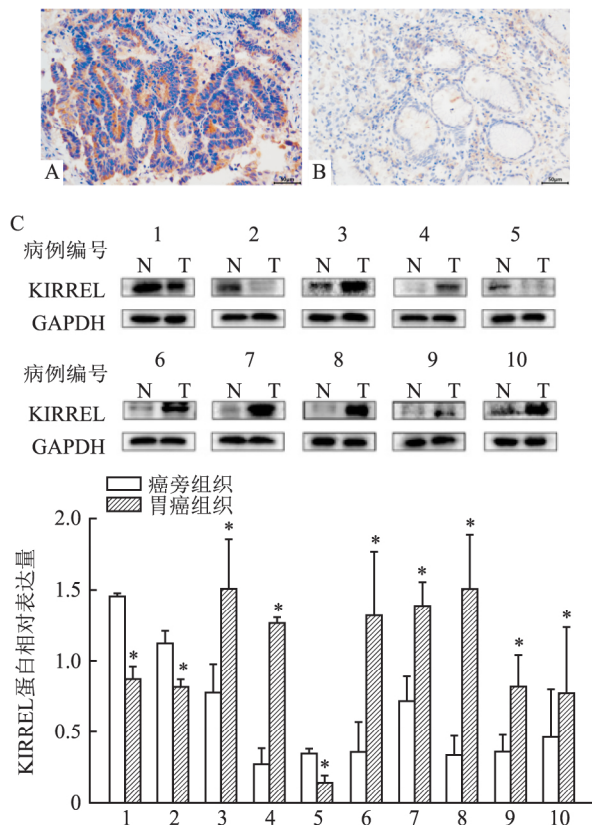 A
B
50μm
50μm
C
病例编号 1 2 3 4 5
N T N T N T N T N T
KIRREL
GAPDH
病例编号 6 7 8 9 10
N T N T N T N T N T
KIRREL
GAPDH
癌旁组织
胃癌组织
KIRREL蛋白相对表达量
2.0
1.5
1.0
0.5
0
* * * * * * * * * *
1 2 3 4 5 6 7 8 9 10